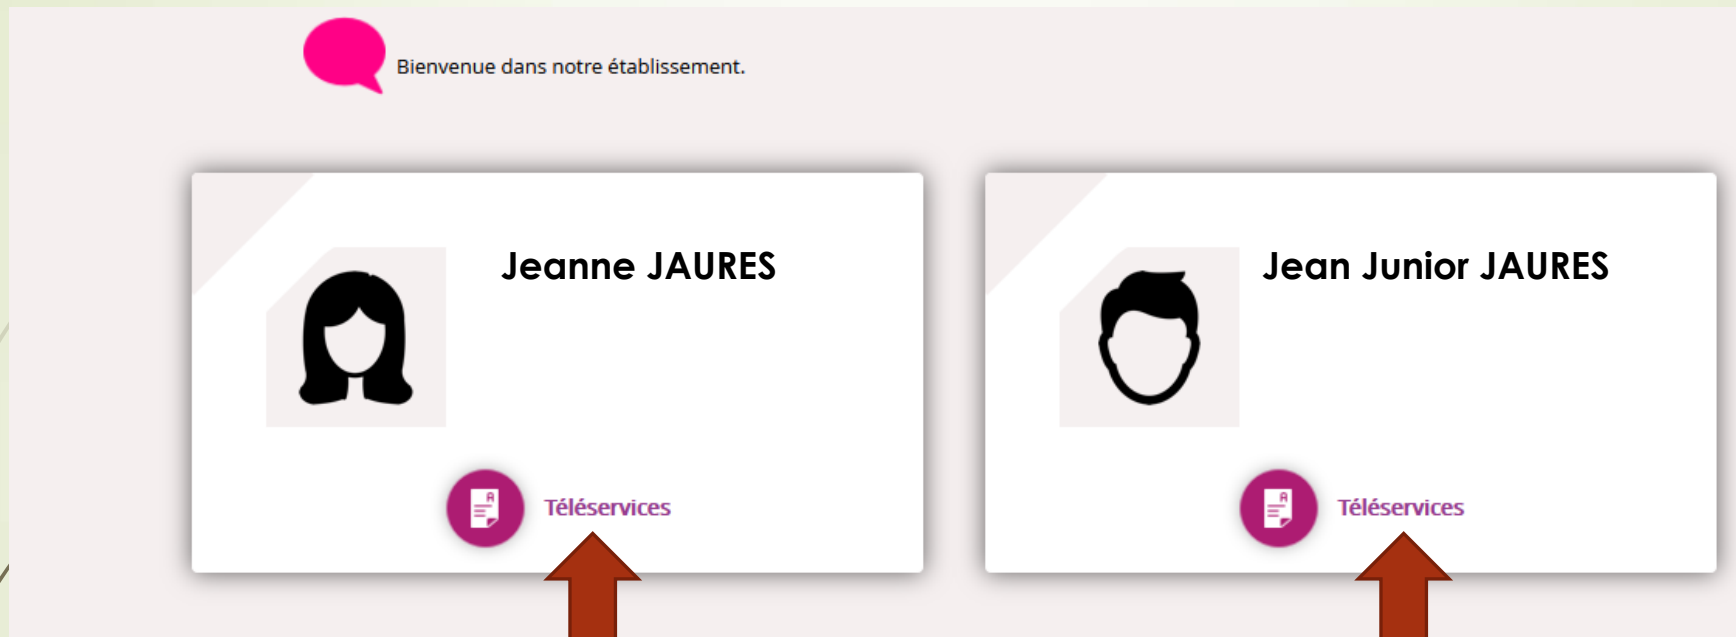 Bienvenue dans notre établissement.
Jeanne JAURES
Téléservices
Jean Junior JAURES
Téléservices